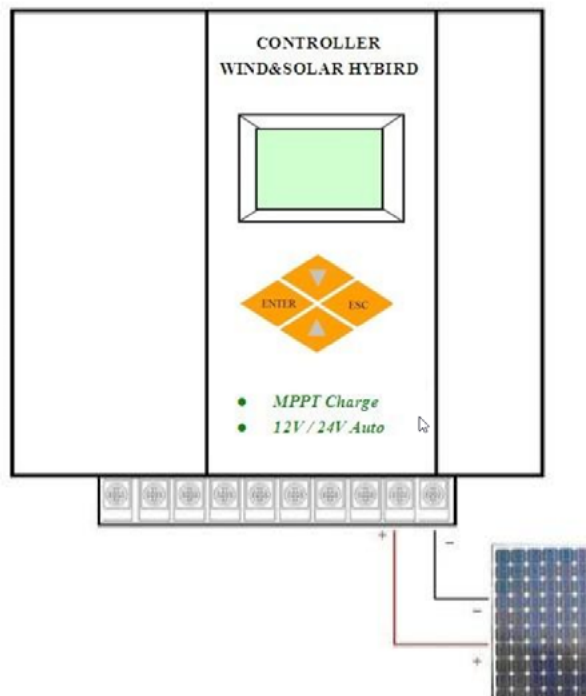 CONTROLLER
WIND&SOLAR HYBIRD
ENTER
ESC
MPPT Charge
12V / 24V Auto
+
−
−
+